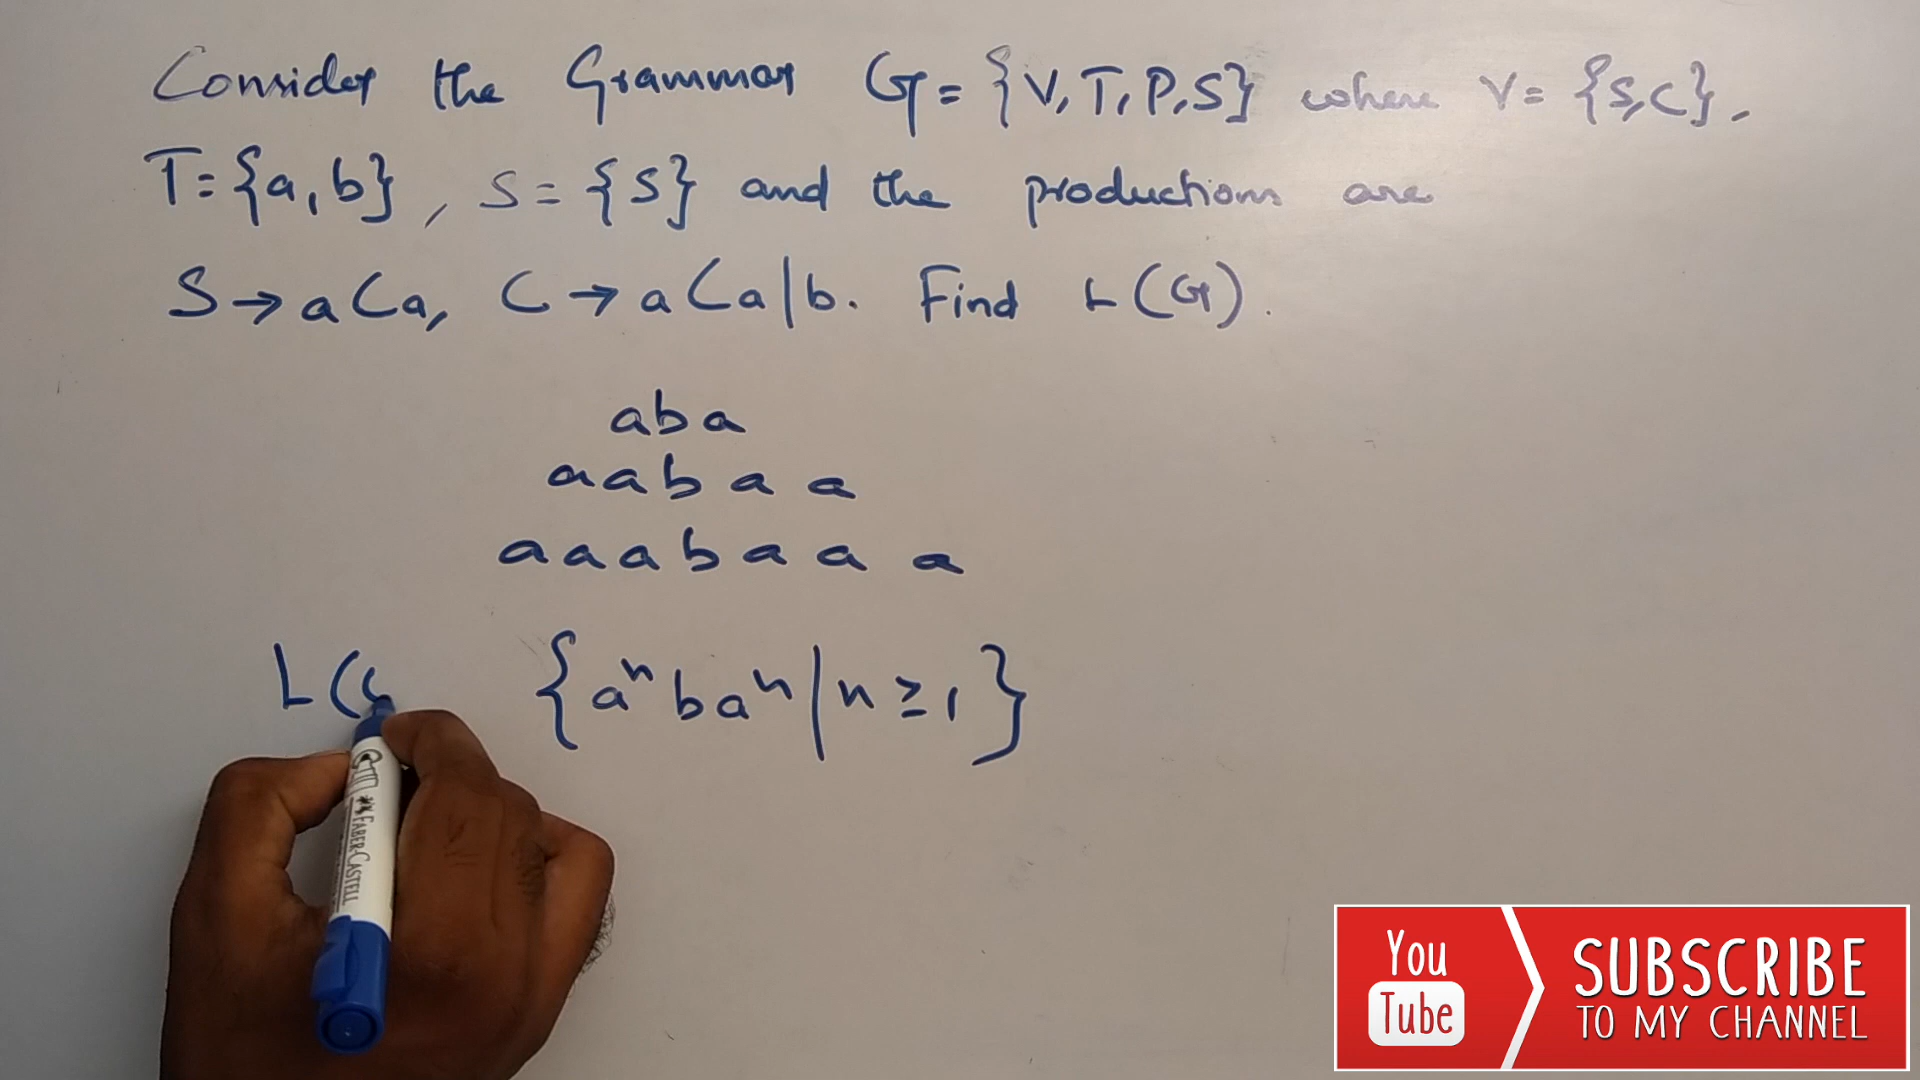 Consider the Grammar G = {V, T, P, S} where V = {S, C},
T = {a, b}, S = {S} and the productions are
S → aCa, C → aCa | b. Find L(G).
aba
aabaa
aaabaaa
L(G {aⁿbaⁿ | n ≥ 1}
FABER-CASTELL
You Tube
SUBSCRIBE
TO MY CHANNEL